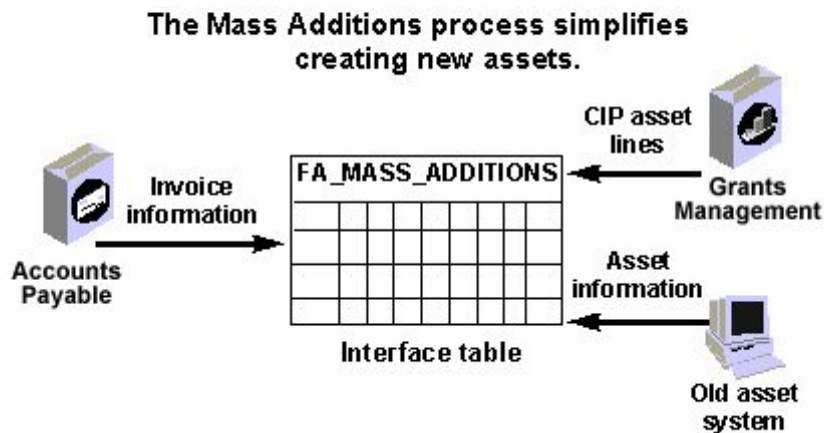 The Mass Additions process simplifies
creating new assets.
CIP asset
lines
FA_MASS_ADDITIONS
Invoice
information
Grants
Management
Accounts
Payable
Asset
information
Interface table
Old asset
system